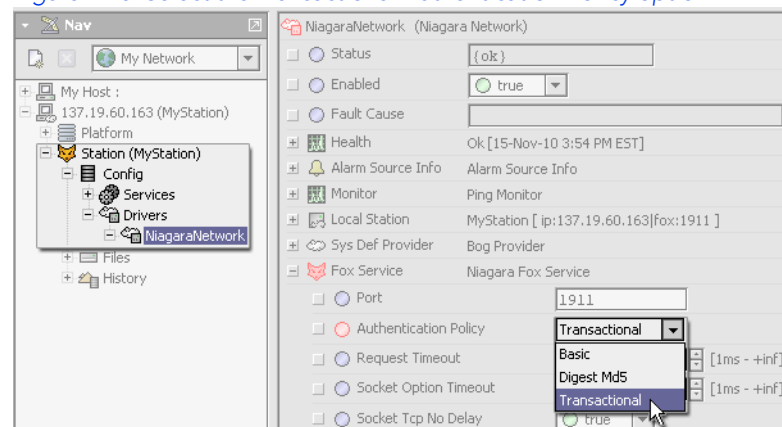 Nav
My Network
My Host :
137.19.60.163 (MyStation)
Platform
Station (MyStation)
Config
Services
Drivers
NiagaraNetwork
Files
History
NiagaraNetwork (Niagara Network)
Status {ok}
Enabled true
Fault Cause
Health Ok [15-Nov-10 3:54 PM EST]
Alarm Source Info Alarm Source Info
Monitor Ping Monitor
Local Station MyStation [ ip:137.19.60.163|fox:1911 ]
Sys Def Provider Bog Provider
Fox Service Niagara Fox Service
Port 1911
Authentication Policy Transactional
Basic
Request Timeout [1ms - +inf]
Digest Md5
Socket Option Timeout [1ms - +inf]
Transactional
Socket Tcp No Delay true